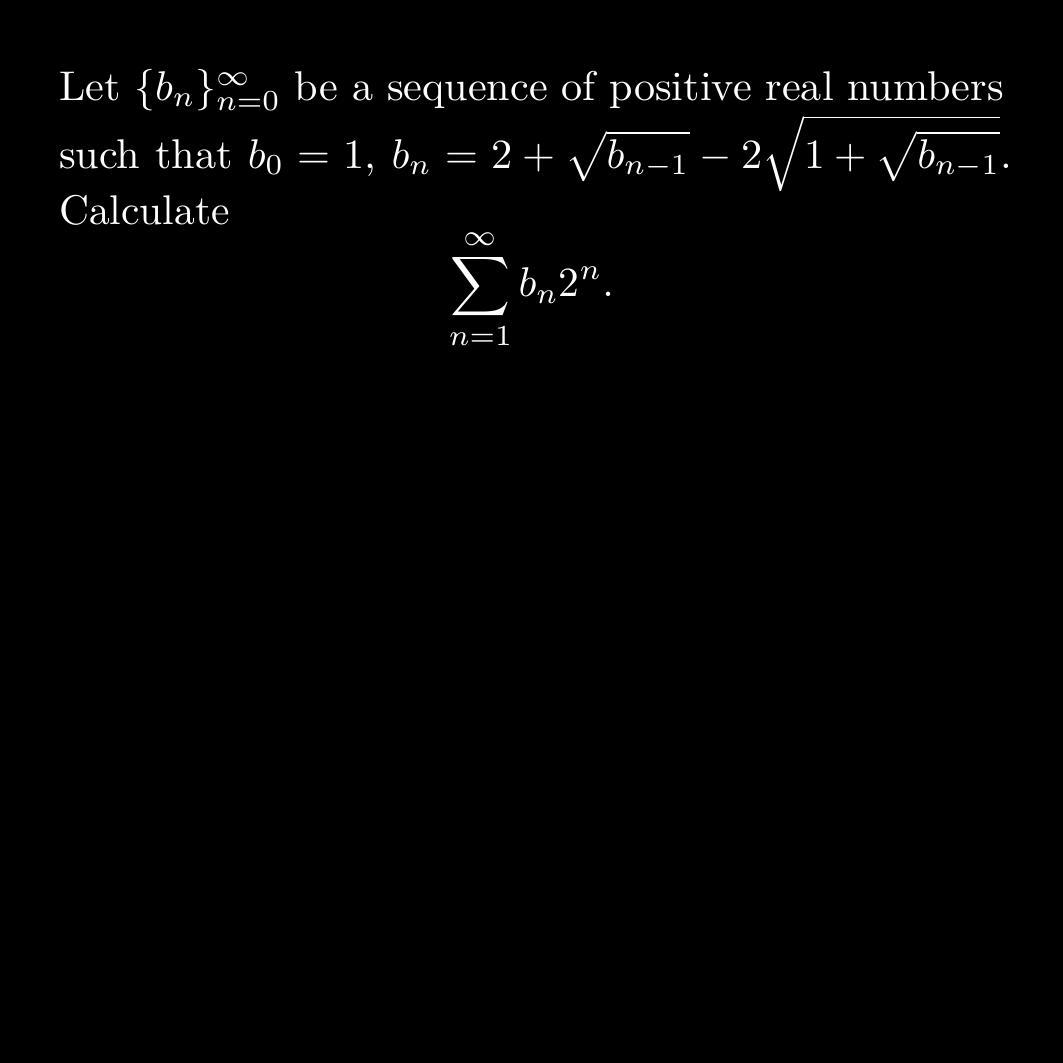 Let $\{b_n\}_{n=0}^{\infty}$ be a sequence of positive real numbers
such that $b_0 = 1$, $b_n = 2 + \sqrt{b_{n-1}} - 2\sqrt{1 + \sqrt{b_{n-1}}}$.
Calculate
$$\sum_{n=1}^{\infty} b_n 2^n.$$